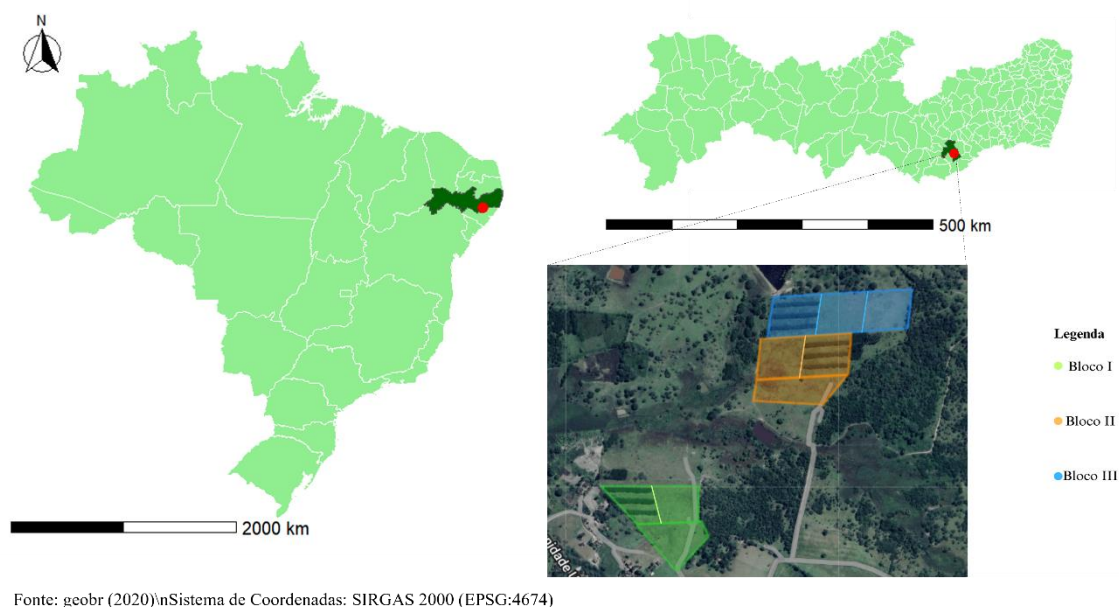 N
2000 km
500 km
Legenda
Bloco I
Bloco II
Bloco III
Fonte: geobr (2020)\nSistema de Coordenadas: SIRGAS 2000 (EPSG:4674)